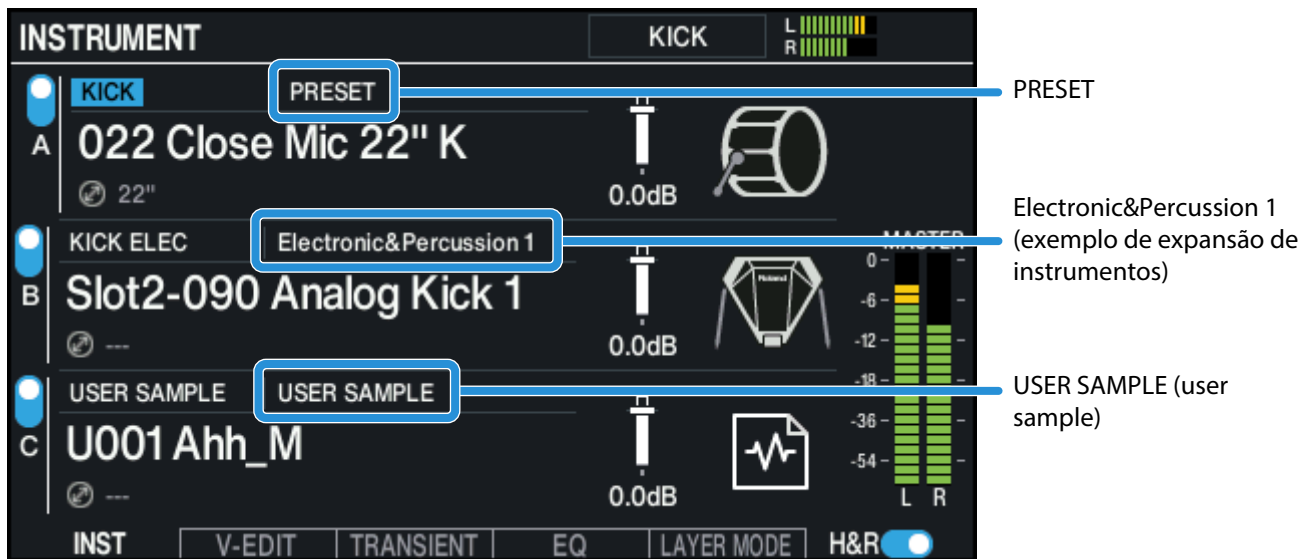 INSTRUMENT
KICK
L
R
KICK
PRESET
PRESET
A
022 Close Mic 22" K
22"
0.0dB
KICK ELEC
Electronic&Percussion 1
Electronic&Percussion 1
(exemplo de expansão de
instrumentos)
MASTER
B
Slot2-090 Analog Kick 1
Roland
---
0.0dB
0
-6
-12
-18
-36
-54
L R
USER SAMPLE
USER SAMPLE
USER SAMPLE (user
sample)
C
U001 Ahh_M
---
0.0dB
INST
V-EDIT
TRANSIENT
EQ
LAYER MODE
H&R